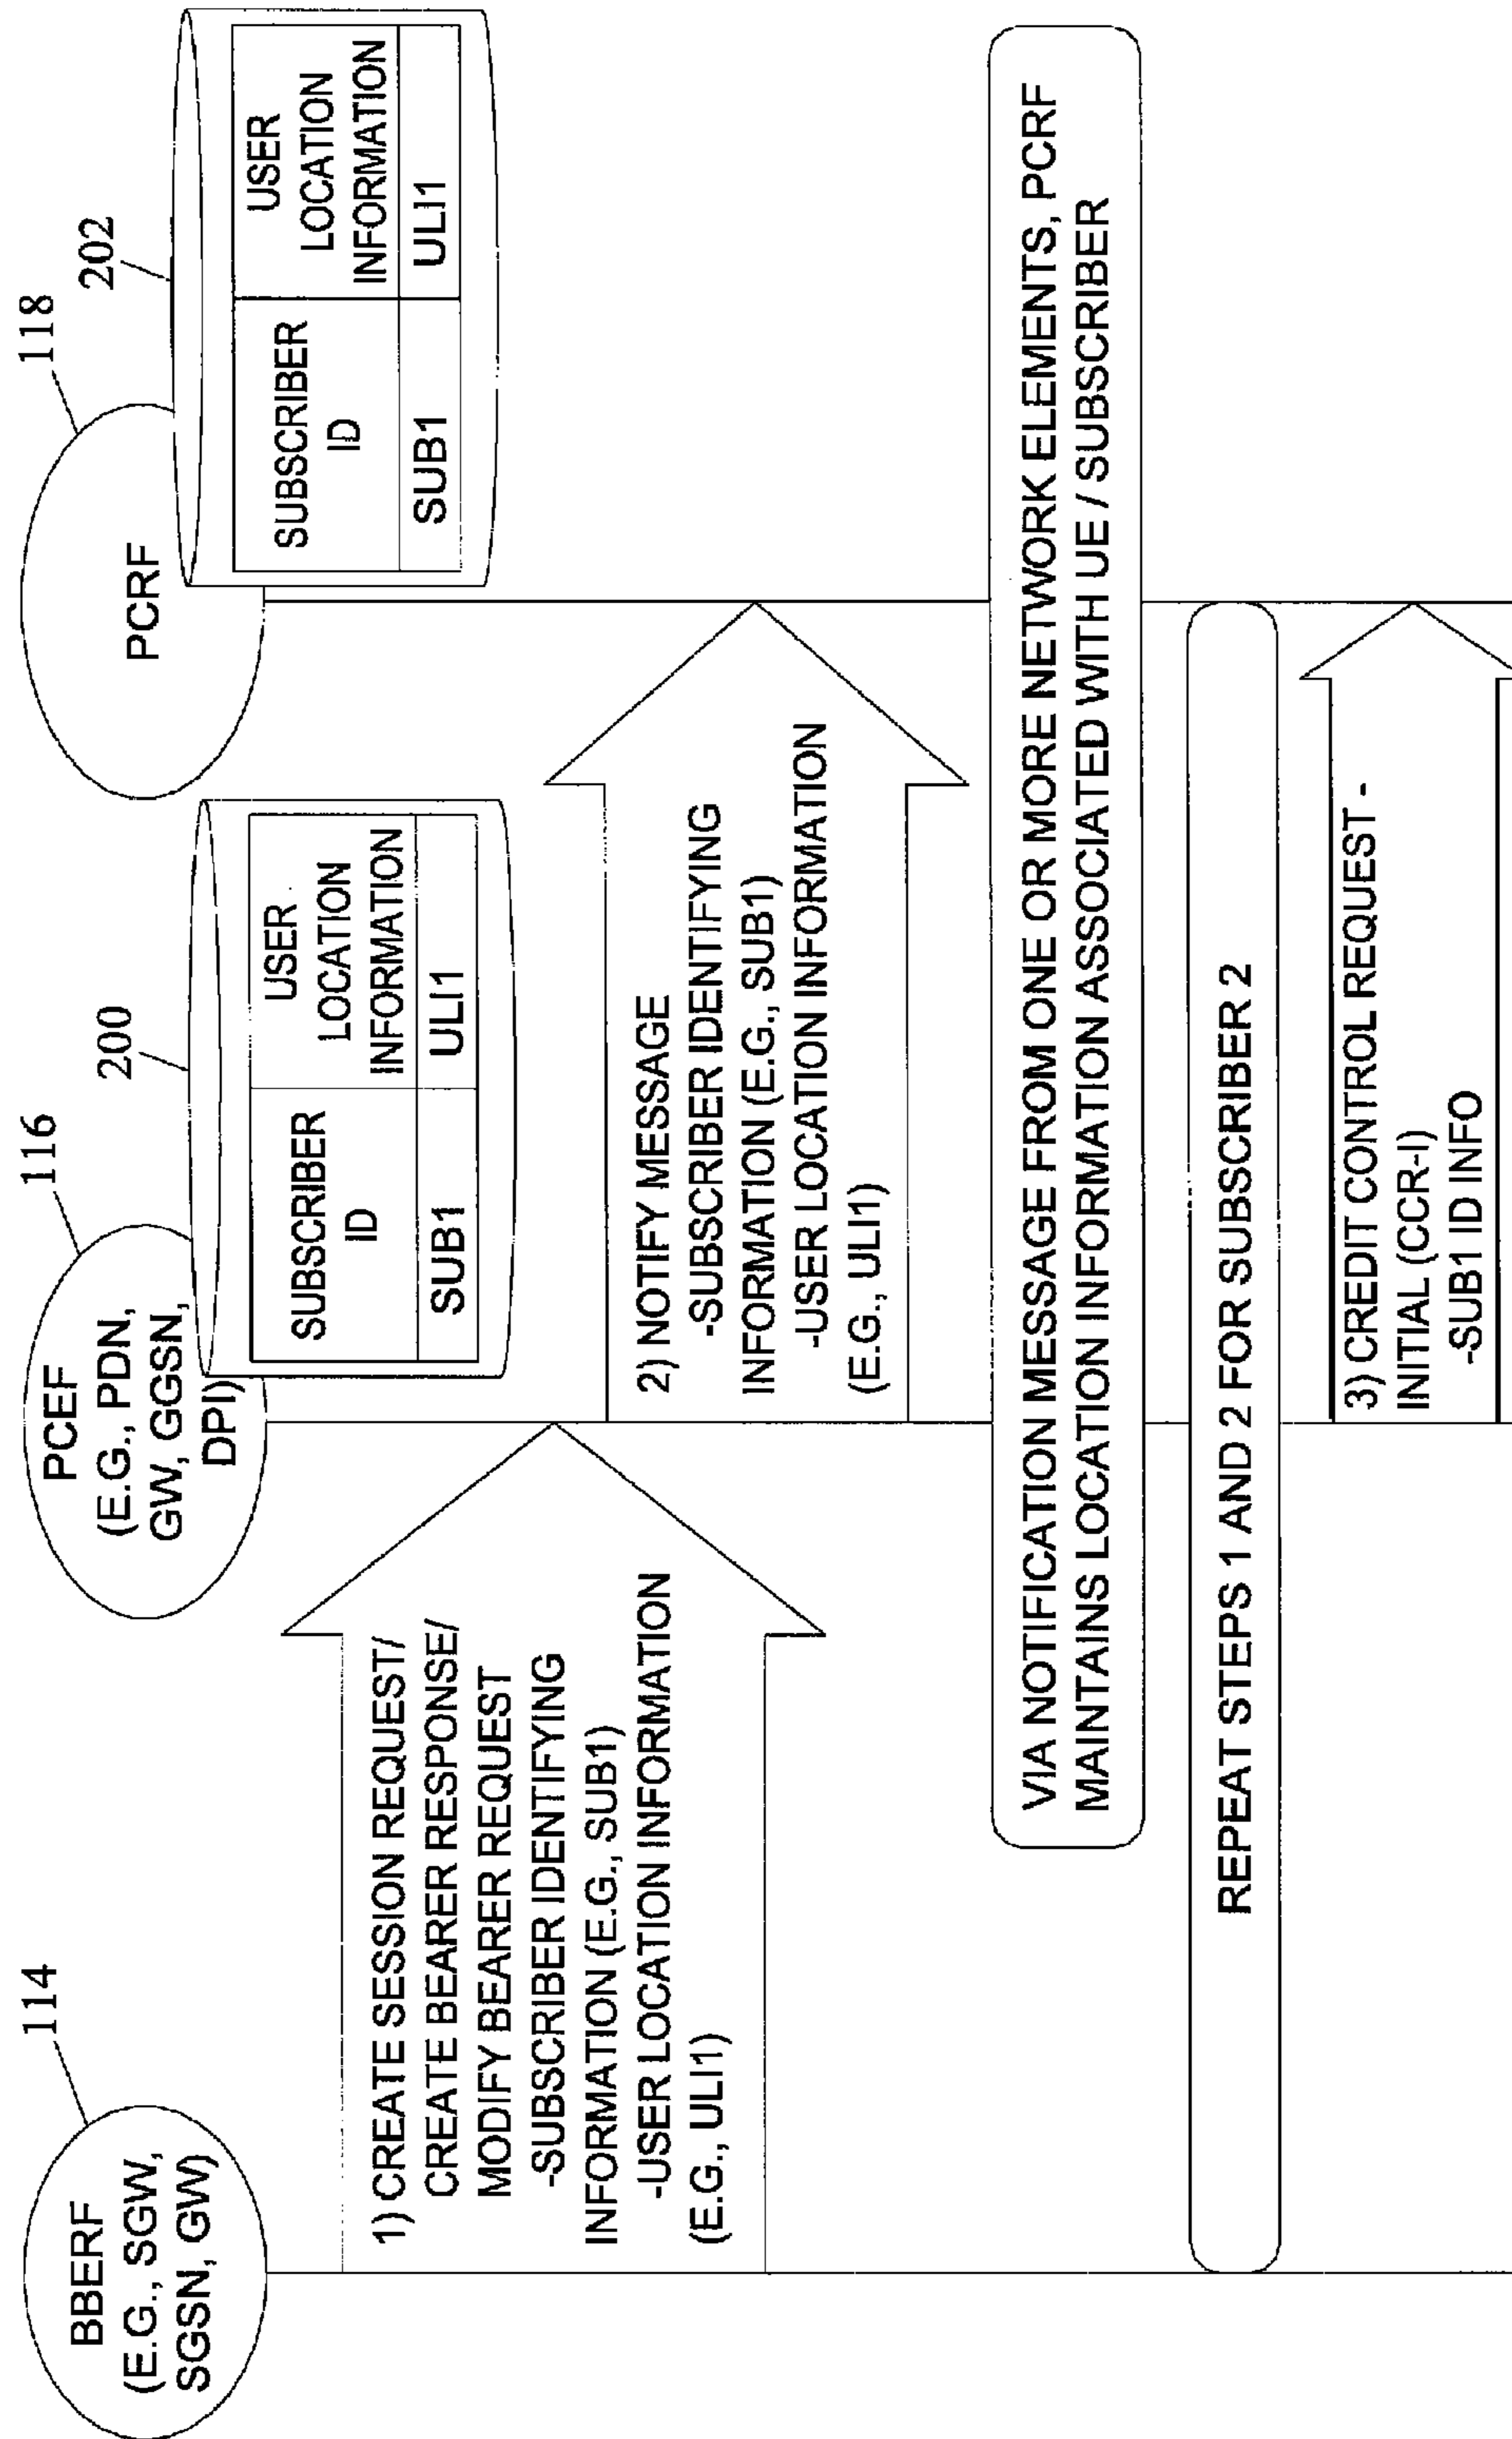 114
BBERF
(E.G., SGW,
SGSN, GW)
116
PCEF
(E.G., PDN,
GW, GGSN,
DPI)
200
SUBSCRIBER
ID
USER
LOCATION
INFORMATION
SUB1
ULI1
118
PCRF
202
SUBSCRIBER
ID
USER
LOCATION
INFORMATION
SUB1
ULI1
1) CREATE SESSION REQUEST/
CREATE BEARER RESPONSE/
MODIFY BEARER REQUEST
-SUBSCRIBER IDENTIFYING
INFORMATION (E.G., SUB1)
-USER LOCATION INFORMATION
(E.G., ULI1)
2) NOTIFY MESSAGE
-SUBSCRIBER IDENTIFYING
INFORMATION (E.G., SUB1)
-USER LOCATION INFORMATION
(E.G., ULI1)
VIA NOTIFICATION MESSAGE FROM ONE OR MORE NETWORK ELEMENTS, PCRF
MAINTAINS LOCATION INFORMATION ASSOCIATED WITH UE / SUBSCRIBER
REPEAT STEPS 1 AND 2 FOR SUBSCRIBER 2
3) CREDIT CONTROL REQUEST -
INITIAL (CCR-I)
-SUB1 ID INFO